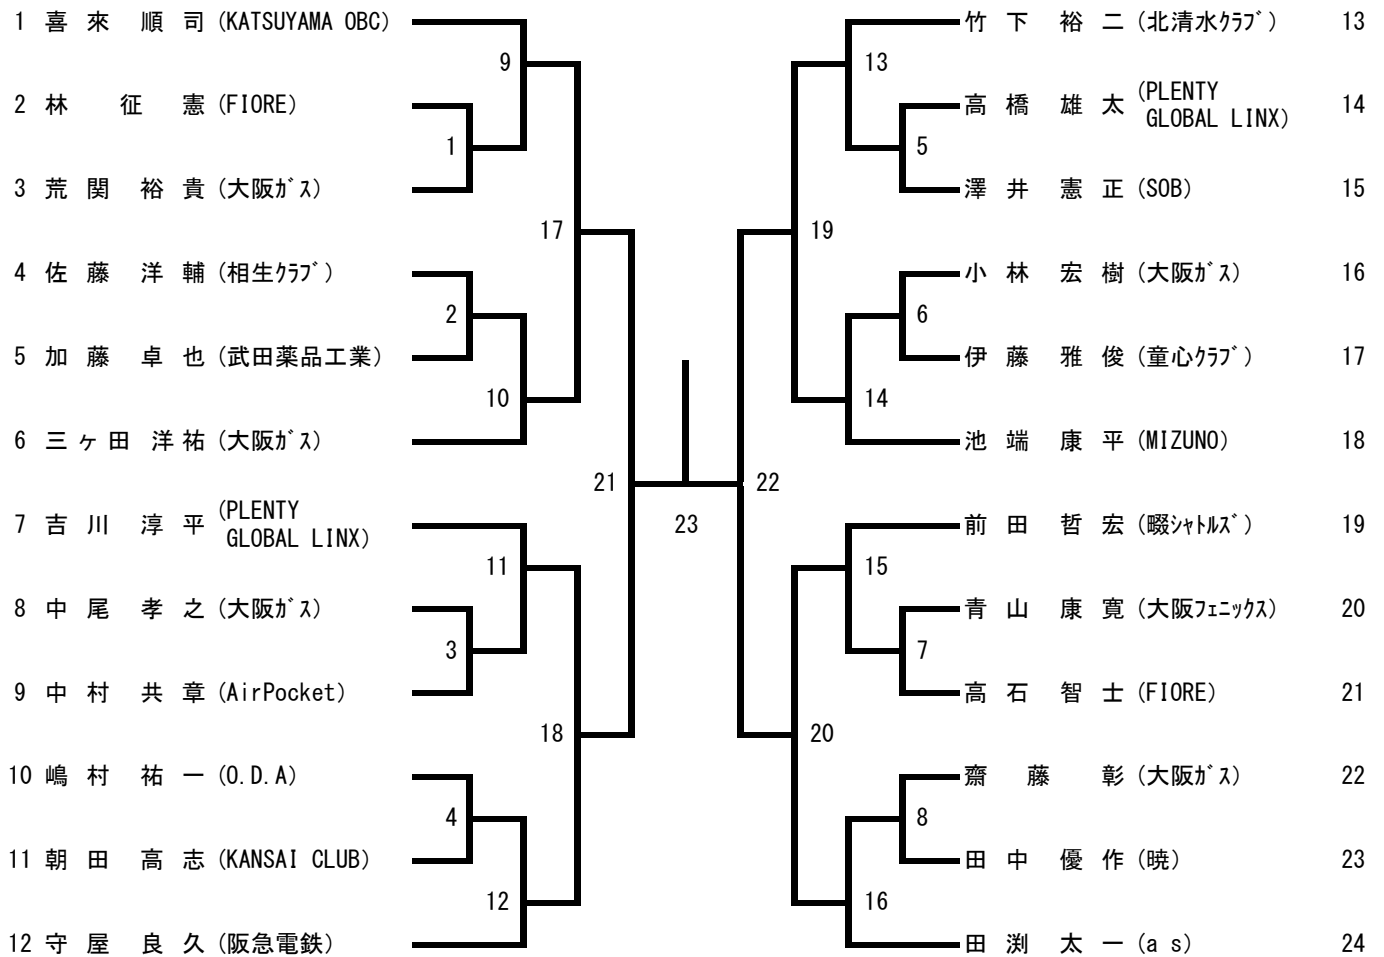 1 喜來 順司 (KATSUYAMA OBC)
9
2 林 征憲 (FIORE)
1
3 荒関 裕貴 (大阪ｶﾞｽ)
17
4 佐藤 洋輔 (相生ｸﾗﾌﾞ)
2
5 加藤 卓也 (武田薬品工業)
10
6 三ヶ田 洋祐 (大阪ｶﾞｽ)
21
7 吉川 淳平 (PLENTY
GLOBAL LINX)
11
8 中尾 孝之 (大阪ｶﾞｽ)
3
9 中村 共章 (AirPocket)
18
10 嶋村 祐一 (O.D.A)
4
11 朝田 高志 (KANSAI CLUB)
12
12 守屋 良久 (阪急電鉄)
23
竹下 裕二 (北清水ｸﾗﾌﾞ) 13
13
高橋 雄太 (PLENTY
GLOBAL LINX) 14
5
澤井 憲正 (SOB) 15
19
小林 宏樹 (大阪ｶﾞｽ) 16
6
伊藤 雅俊 (童心ｸﾗﾌﾞ) 17
14
池端 康平 (MIZUNO) 18
22
前田 哲宏 (畷ｼｬﾄﾙｽﾞ) 19
15
青山 康寛 (大阪ﾌｪﾆｯｸｽ) 20
7
高石 智士 (FIORE) 21
20
齋藤 彰 (大阪ｶﾞｽ) 22
8
田中 優作 (暁) 23
16
田渕 太一 (a s) 24